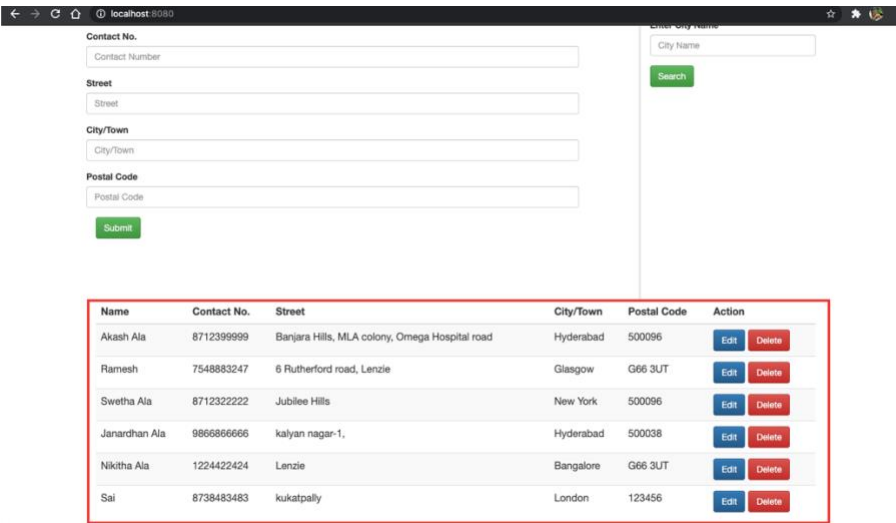 localhost:8080
Contact No.
Contact Number
Street
Street
City/Town
City/Town
Postal Code
Postal Code
Submit
Enter City Name
City Name
Search
Name Contact No. Street City/Town Postal Code Action
Akash Ala 8712399999 Banjara Hills, MLA colony, Omega Hospital road Hyderabad 500096 Edit Delete
Ramesh 7548883247 6 Rutherford road, Lenzie Glasgow G66 3UT Edit Delete
Swetha Ala 8712322222 Jubilee Hills New York 500096 Edit Delete
Janardhan Ala 9866866666 kalyan nagar-1, Hyderabad 500038 Edit Delete
Nikitha Ala 1224422424 Lenzie Bangalore G66 3UT Edit Delete
Sai 8738483483 kukatpally London 123456 Edit Delete